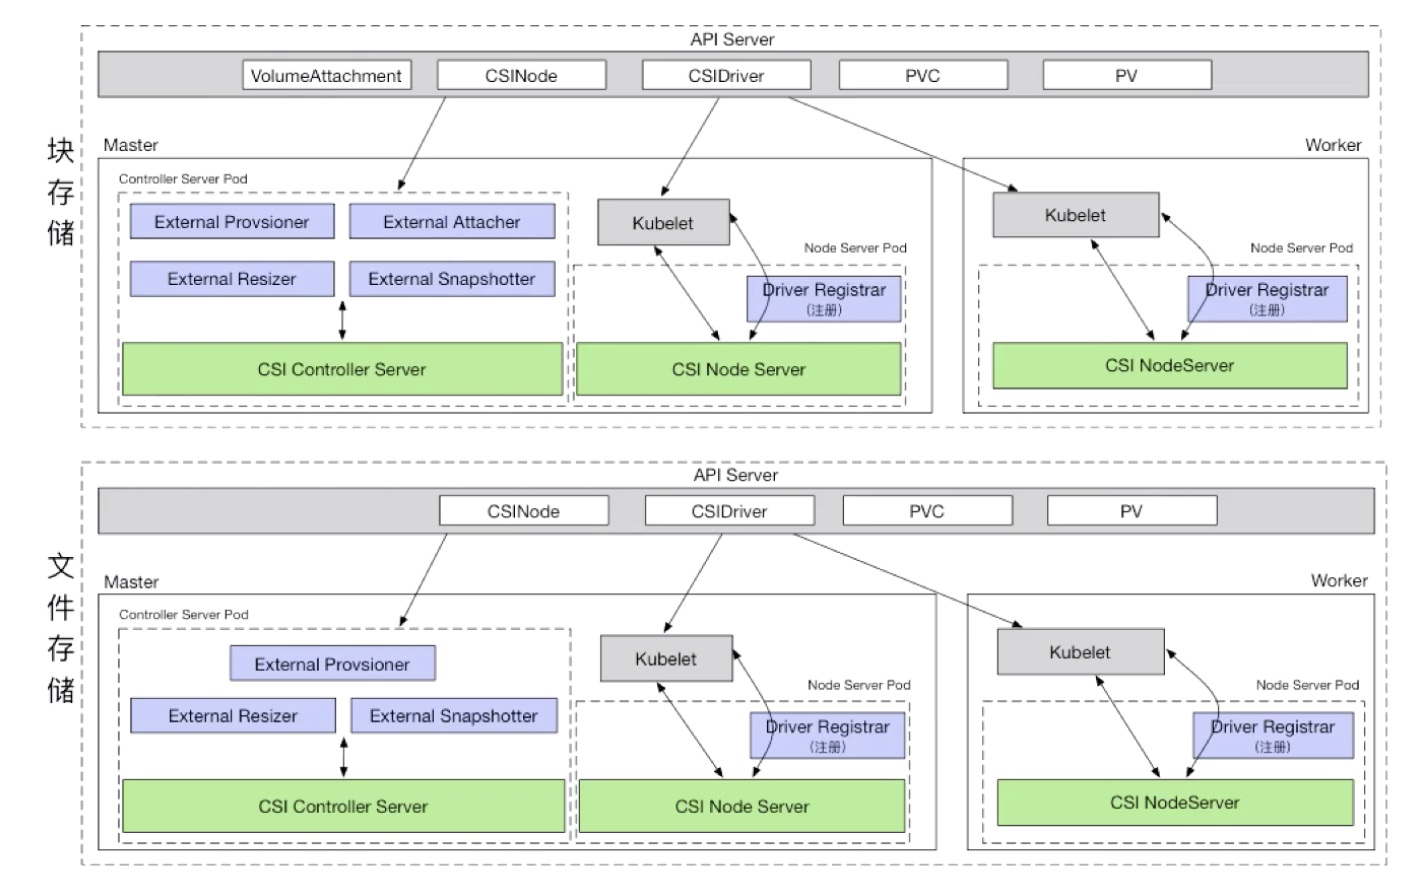 块存储
API Server
VolumeAttachment
CSINode
CSIDriver
PVC
PV
Master
Worker
Controller Server Pod
External Provsioner
External Attacher
External Resizer
External Snapshotter
CSI Controller Server
Kubelet
Node Server Pod
Driver Registrar
(注册)
CSI Node Server
Kubelet
Node Server Pod
Driver Registrar
(注册)
CSI NodeServer
文件存储
API Server
CSINode
CSIDriver
PVC
PV
Master
Worker
Controller Server Pod
External Provsioner
External Resizer
External Snapshotter
CSI Controller Server
Kubelet
Node Server Pod
Driver Registrar
(注册)
CSI Node Server
Kubelet
Node Server Pod
Driver Registrar
(注册)
CSI NodeServer